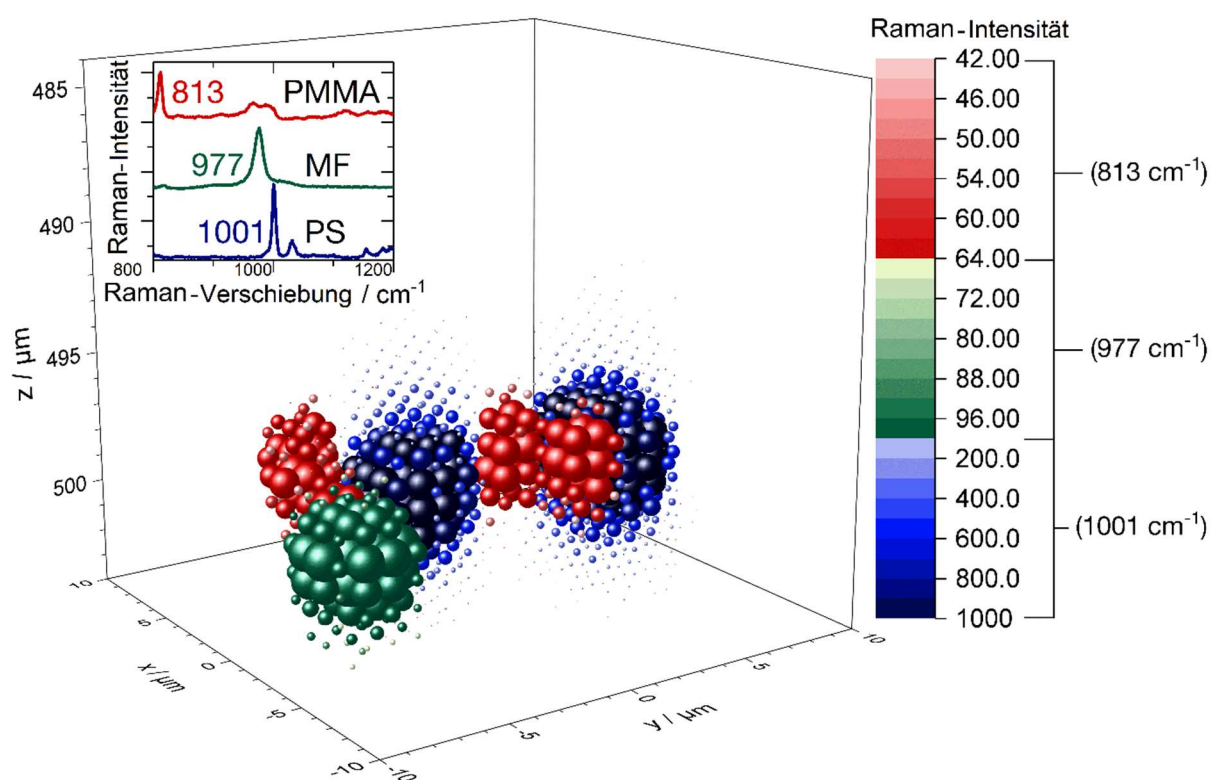 Raman-Intensität
813 PMMA
977 MF
1001 PS
800 1000 1200
Raman-Verschiebung / cm⁻¹
485
490
495
500
z / µm
10
5
0
-5
-10
x / µm
-10
-5
0
5
10
y / µm
Raman-Intensität
42.00
46.00
50.00
54.00
60.00
64.00
72.00
80.00
88.00
96.00
200.0
400.0
600.0
800.0
1000
(813 cm⁻¹)
(977 cm⁻¹)
(1001 cm⁻¹)